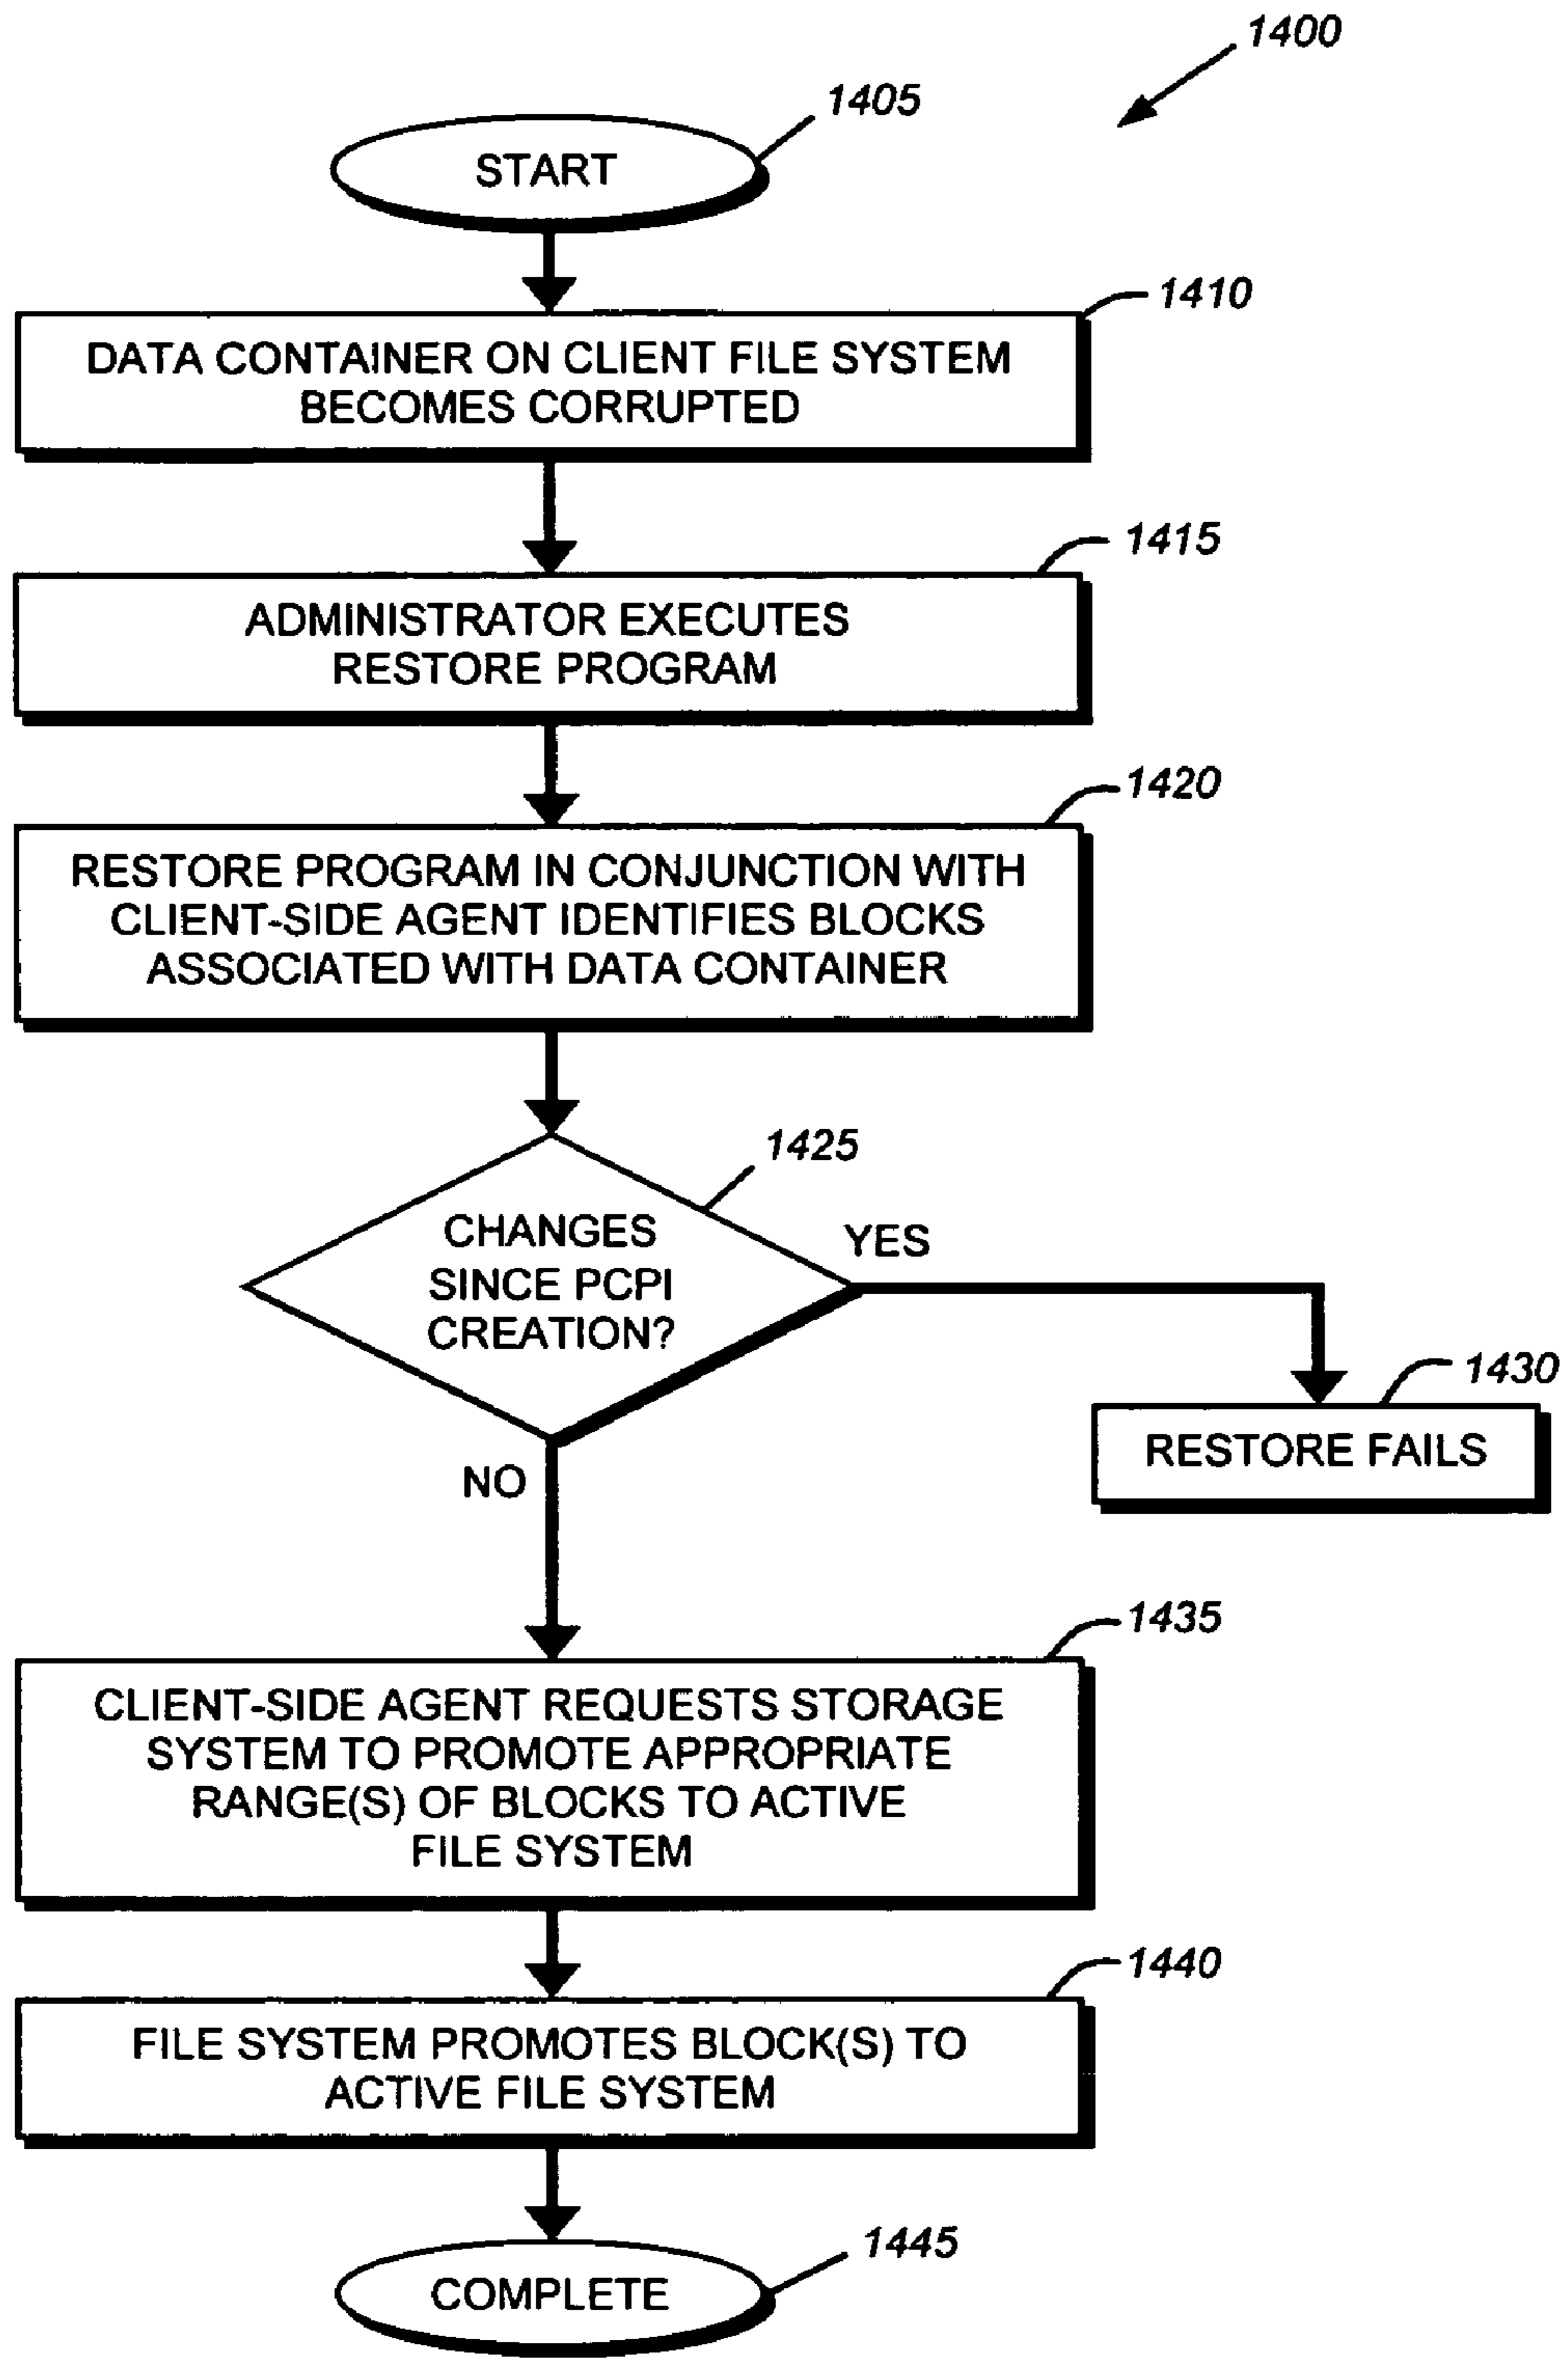 1400
1405
START
1410
DATA CONTAINER ON CLIENT FILE SYSTEM
BECOMES CORRUPTED
1415
ADMINISTRATOR EXECUTES
RESTORE PROGRAM
1420
RESTORE PROGRAM IN CONJUNCTION WITH
CLIENT-SIDE AGENT IDENTIFIES BLOCKS
ASSOCIATED WITH DATA CONTAINER
1425
CHANGES
SINCE PCPI
CREATION?
YES
1430
RESTORE FAILS
NO
1435
CLIENT-SIDE AGENT REQUESTS STORAGE
SYSTEM TO PROMOTE APPROPRIATE
RANGE(S) OF BLOCKS TO ACTIVE
FILE SYSTEM
1440
FILE SYSTEM PROMOTES BLOCK(S) TO
ACTIVE FILE SYSTEM
1445
COMPLETE